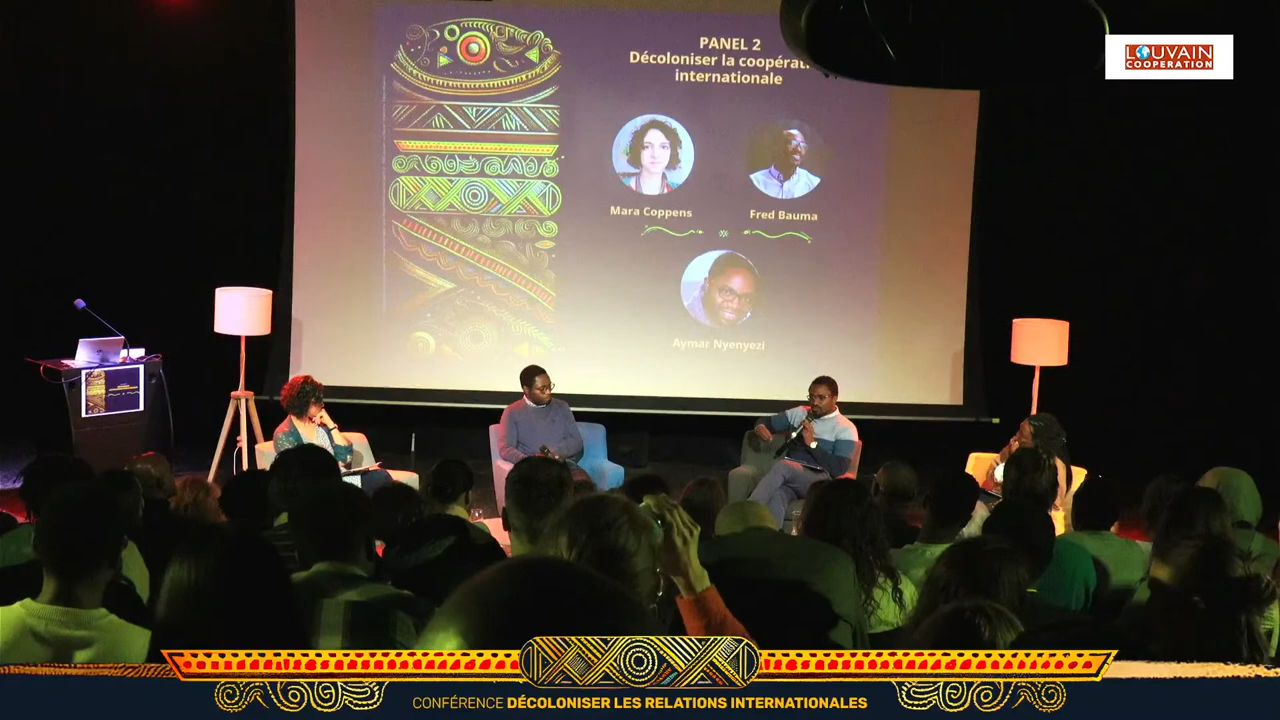 PANEL 2
Décoloniser la coopérati
internationale
Mara Coppens
Fred Bauma
Aymar Nyenyezi
LOUVAIN
COOPERATION
CONFÉRENCE DÉCOLONISER LES RELATIONS INTERNATIONALES